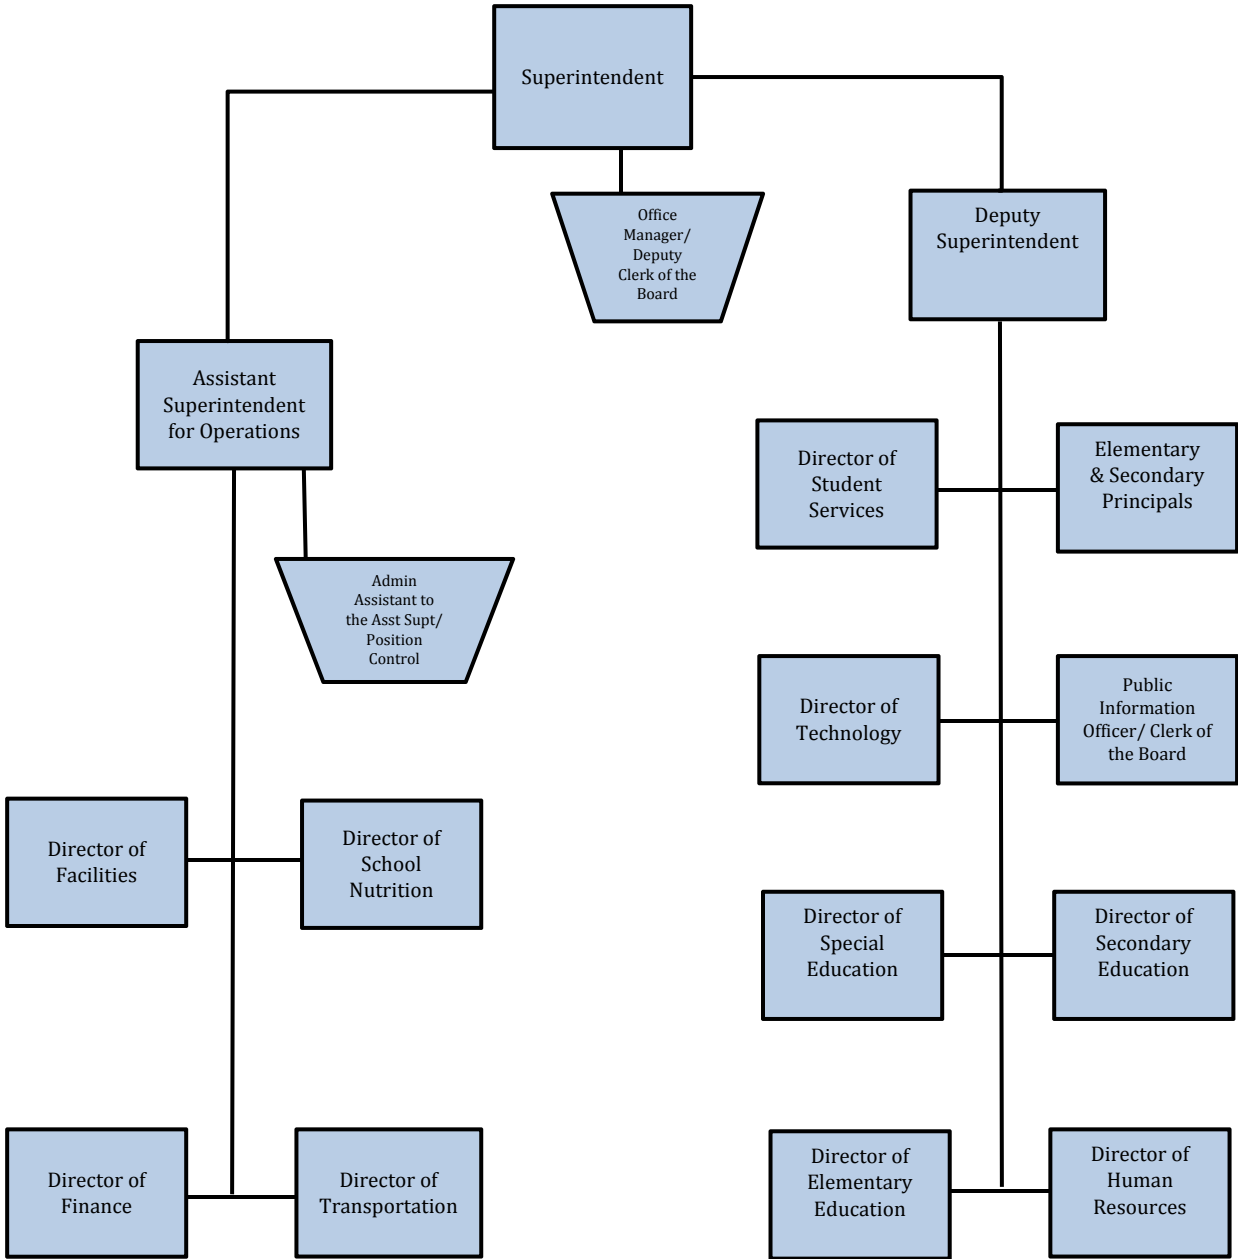 Superintendent
Office
Manager/
Deputy
Clerk of the
Board
Deputy
Superintendent
Assistant
Superintendent
for Operations
Admin
Assistant to
the Asst Supt/
Position
Control
Director of
Student
Services
Elementary
& Secondary
Principals
Director of
Technology
Public
Information
Officer/ Clerk of
the Board
Director of
Facilities
Director of
School
Nutrition
Director of
Special
Education
Director of
Secondary
Education
Director of
Finance
Director of
Transportation
Director of
Elementary
Education
Director of
Human
Resources